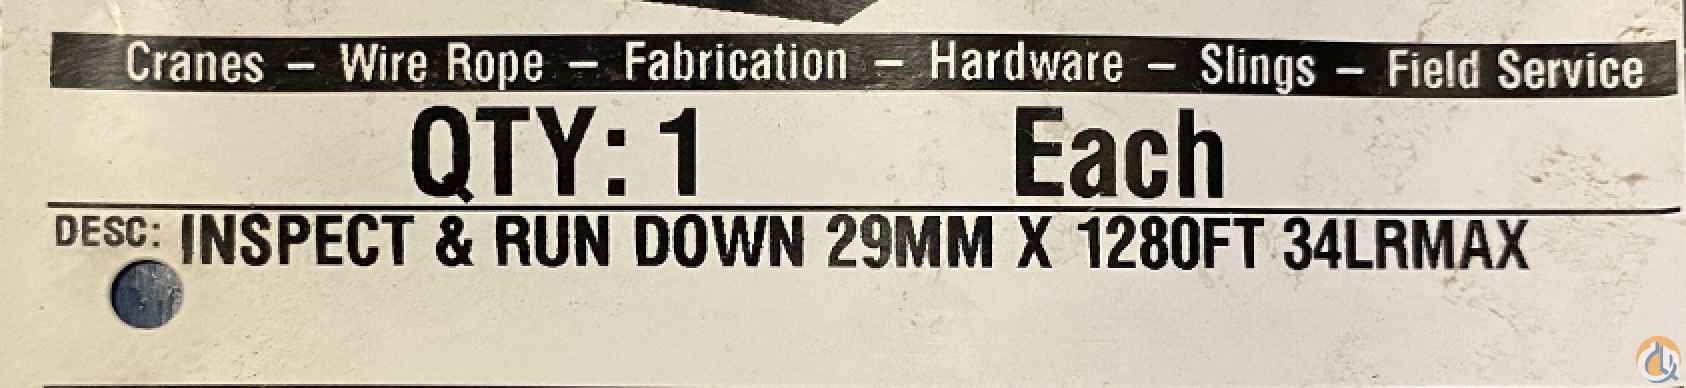 Cranes – Wire Rope – Fabrication – Hardware – Slings – Field Service
QTY: 1 Each
DESC: INSPECT & RUN DOWN 29MM X 1280FT 34LRMAX